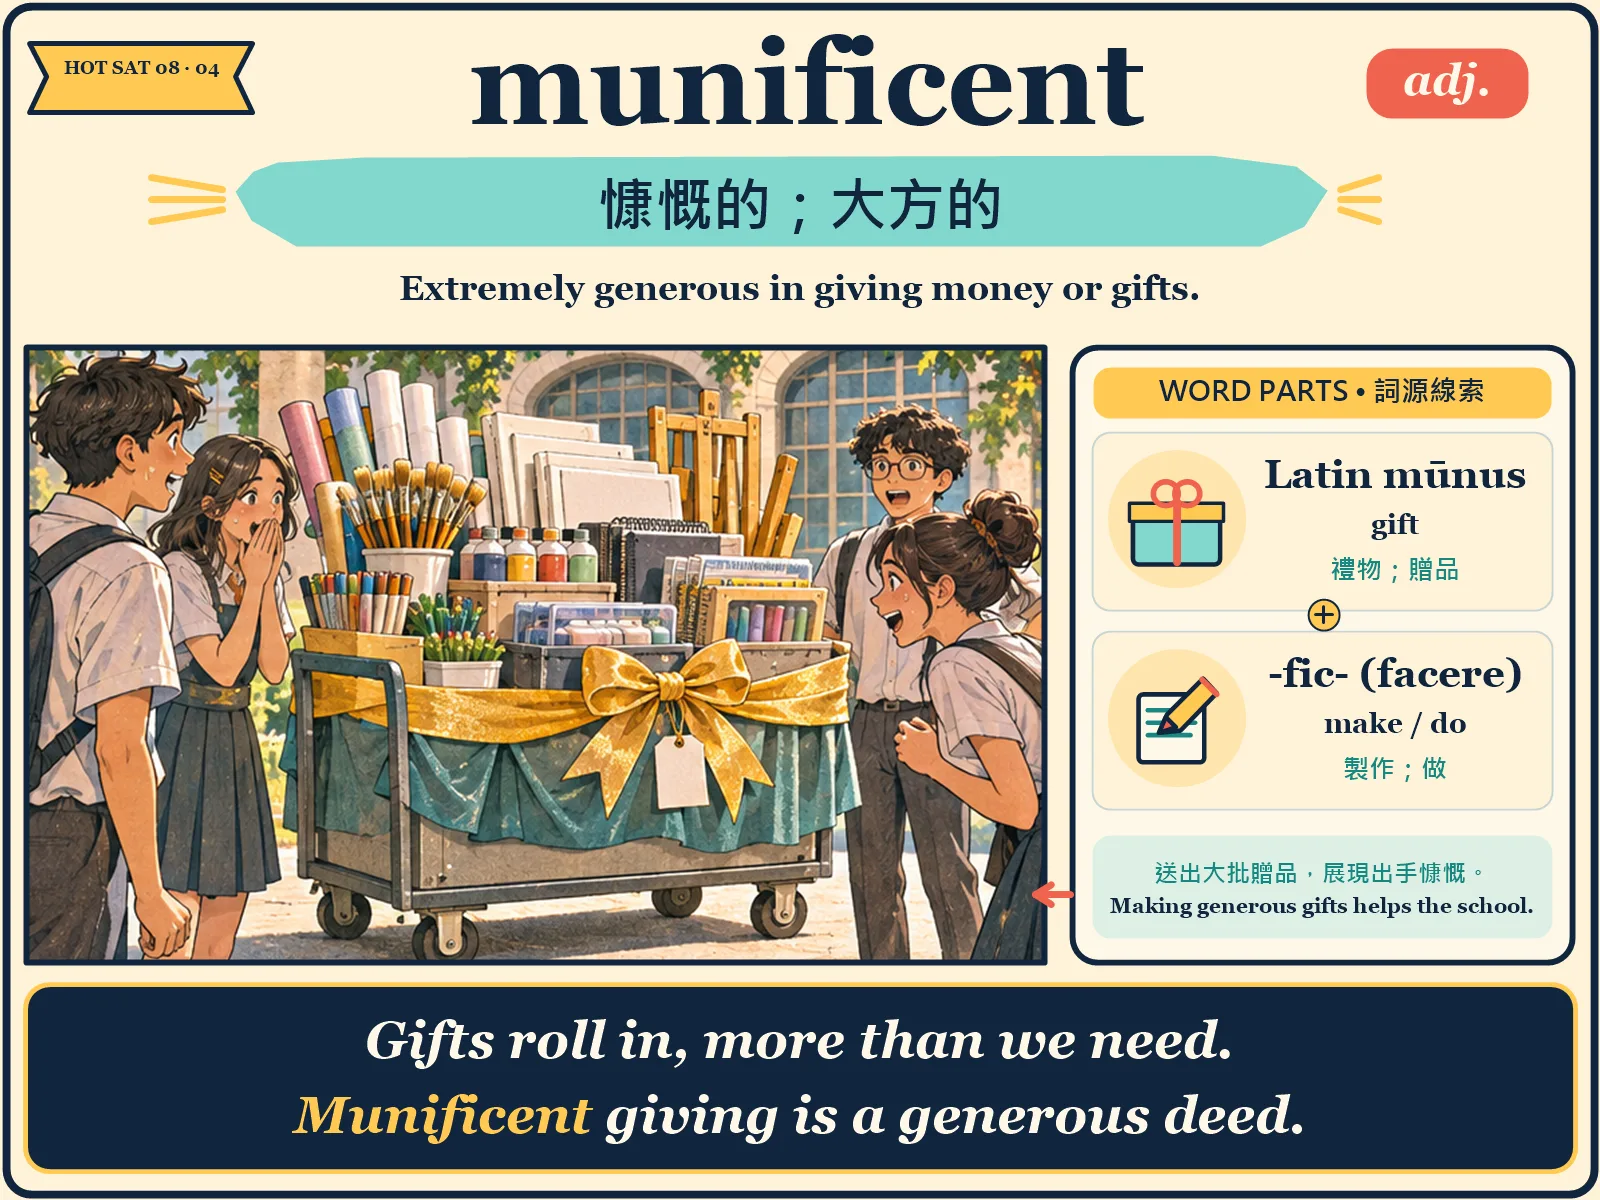 HOT SAT 08 · 04
munificent
adj.
慷慨的；大方的
Extremely generous in giving money or gifts.
WORD PARTS • 詞源線索
Latin mūnus
gift
禮物；贈品
+
-fic- (facere)
make / do
製作；做
送出大批贈品，展現出手慷慨。
Making generous gifts helps the school.
Gifts roll in, more than we need.
Munificent giving is a generous deed.